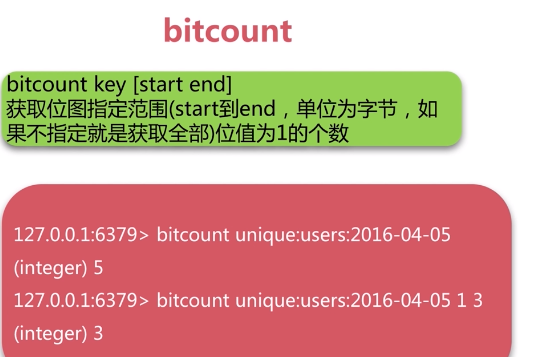 bitcount
bitcount key [start end]
获取位图指定范围(start到end，单位为字节，如
果不指定就是获取全部)位值为1的个数
127.0.0.1:6379> bitcount unique:users:2016-04-05
(integer) 5
127.0.0.1:6379> bitcount unique:users:2016-04-05 1 3
(integer) 3